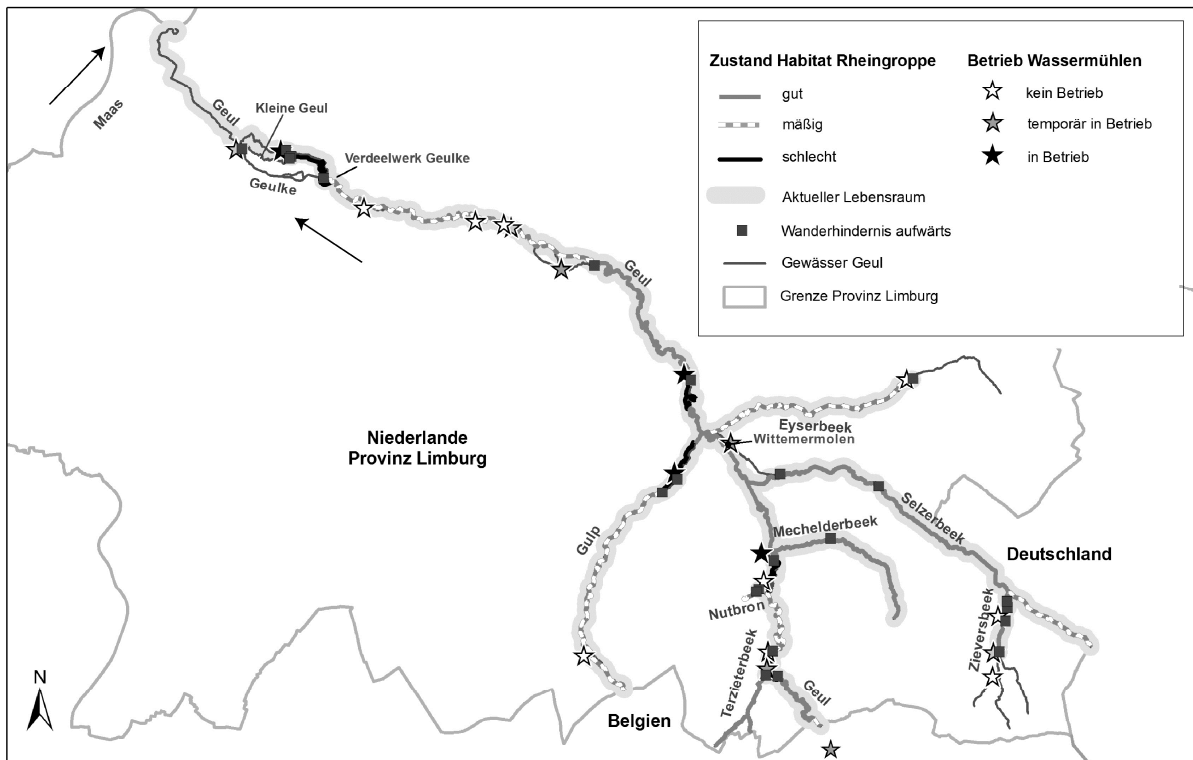 Zustand Habitat Rheingruppe
gut
mäßig
schlecht
Aktueller Lebensraum
Wanderhindernis aufwärts
Gewässer Geul
Grenze Provinz Limburg
Betrieb Wassermühlen
kein Betrieb
temporär in Betrieb
in Betrieb
Maas
Geul
Kleine Geul
Verdeelwerk Geulke
Geulke
Geul
Niederlande
Provinz Limburg
Eyserbeek
Wittemermolen
Selzerbeek
Mechelderbeek
Deutschland
Gulp
Nutbron
Zieversbeek
Terzieterbeek
Geul
Belgien
N